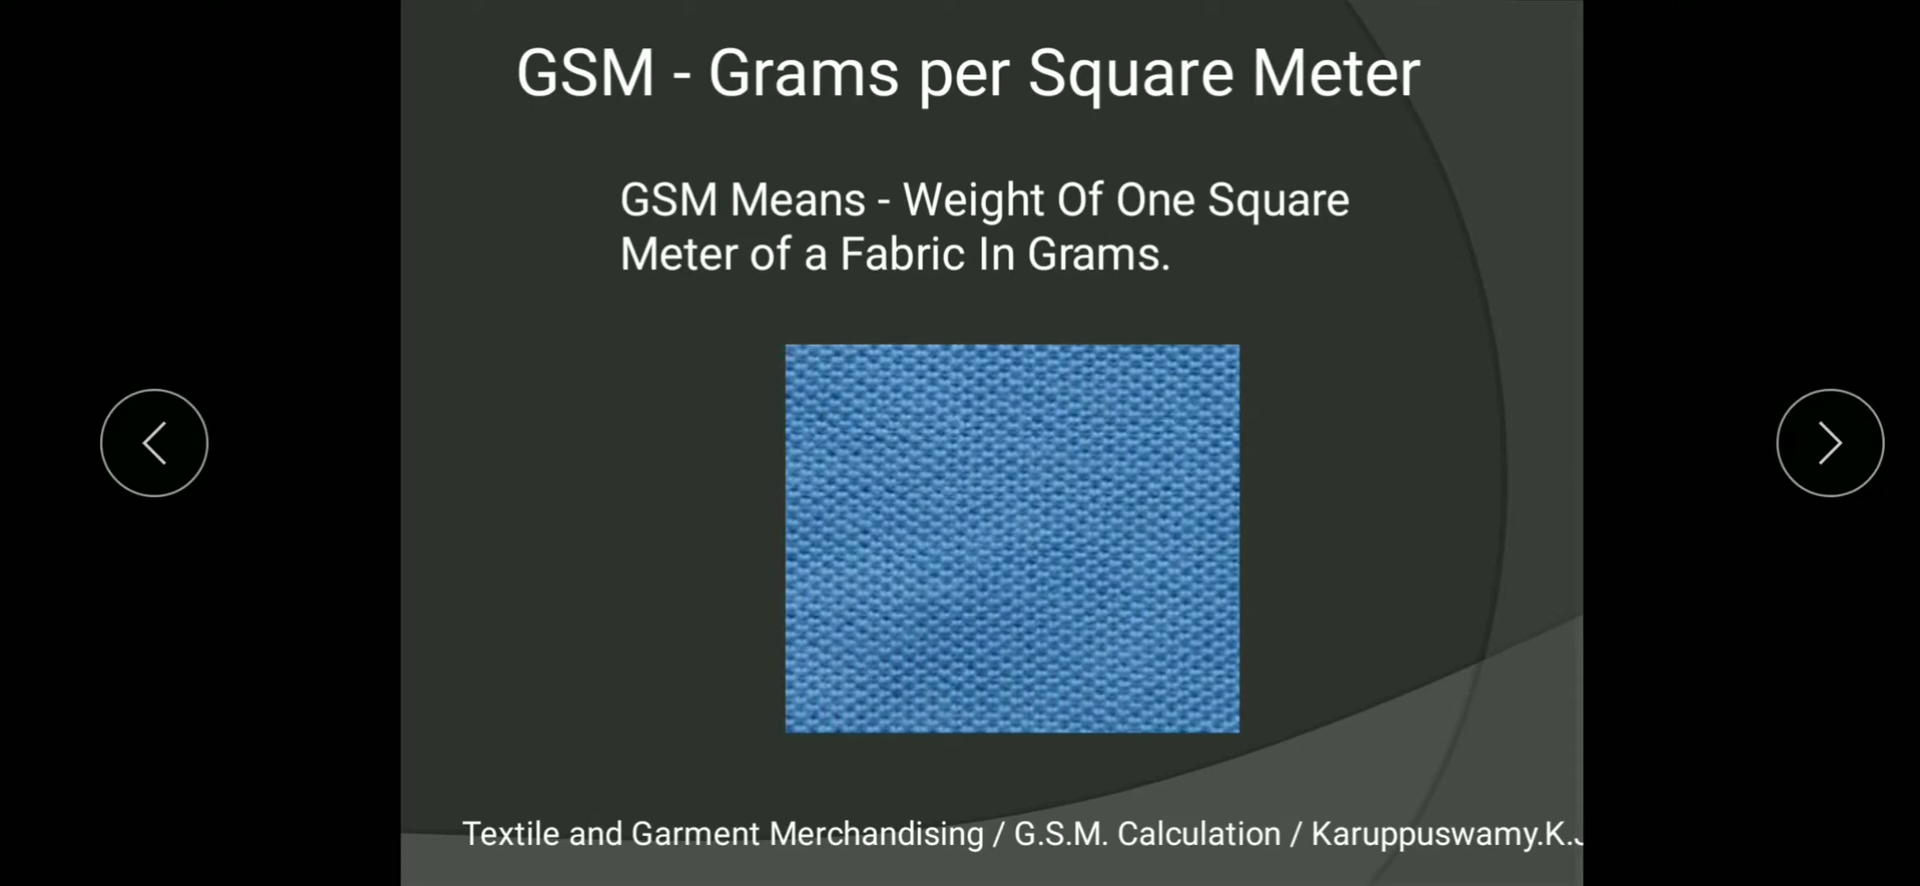 GSM - Grams per Square Meter
GSM Means - Weight Of One Square
Meter of a Fabric In Grams.
Textile and Garment Merchandising / G.S.M. Calculation / Karuppuswamy.K.